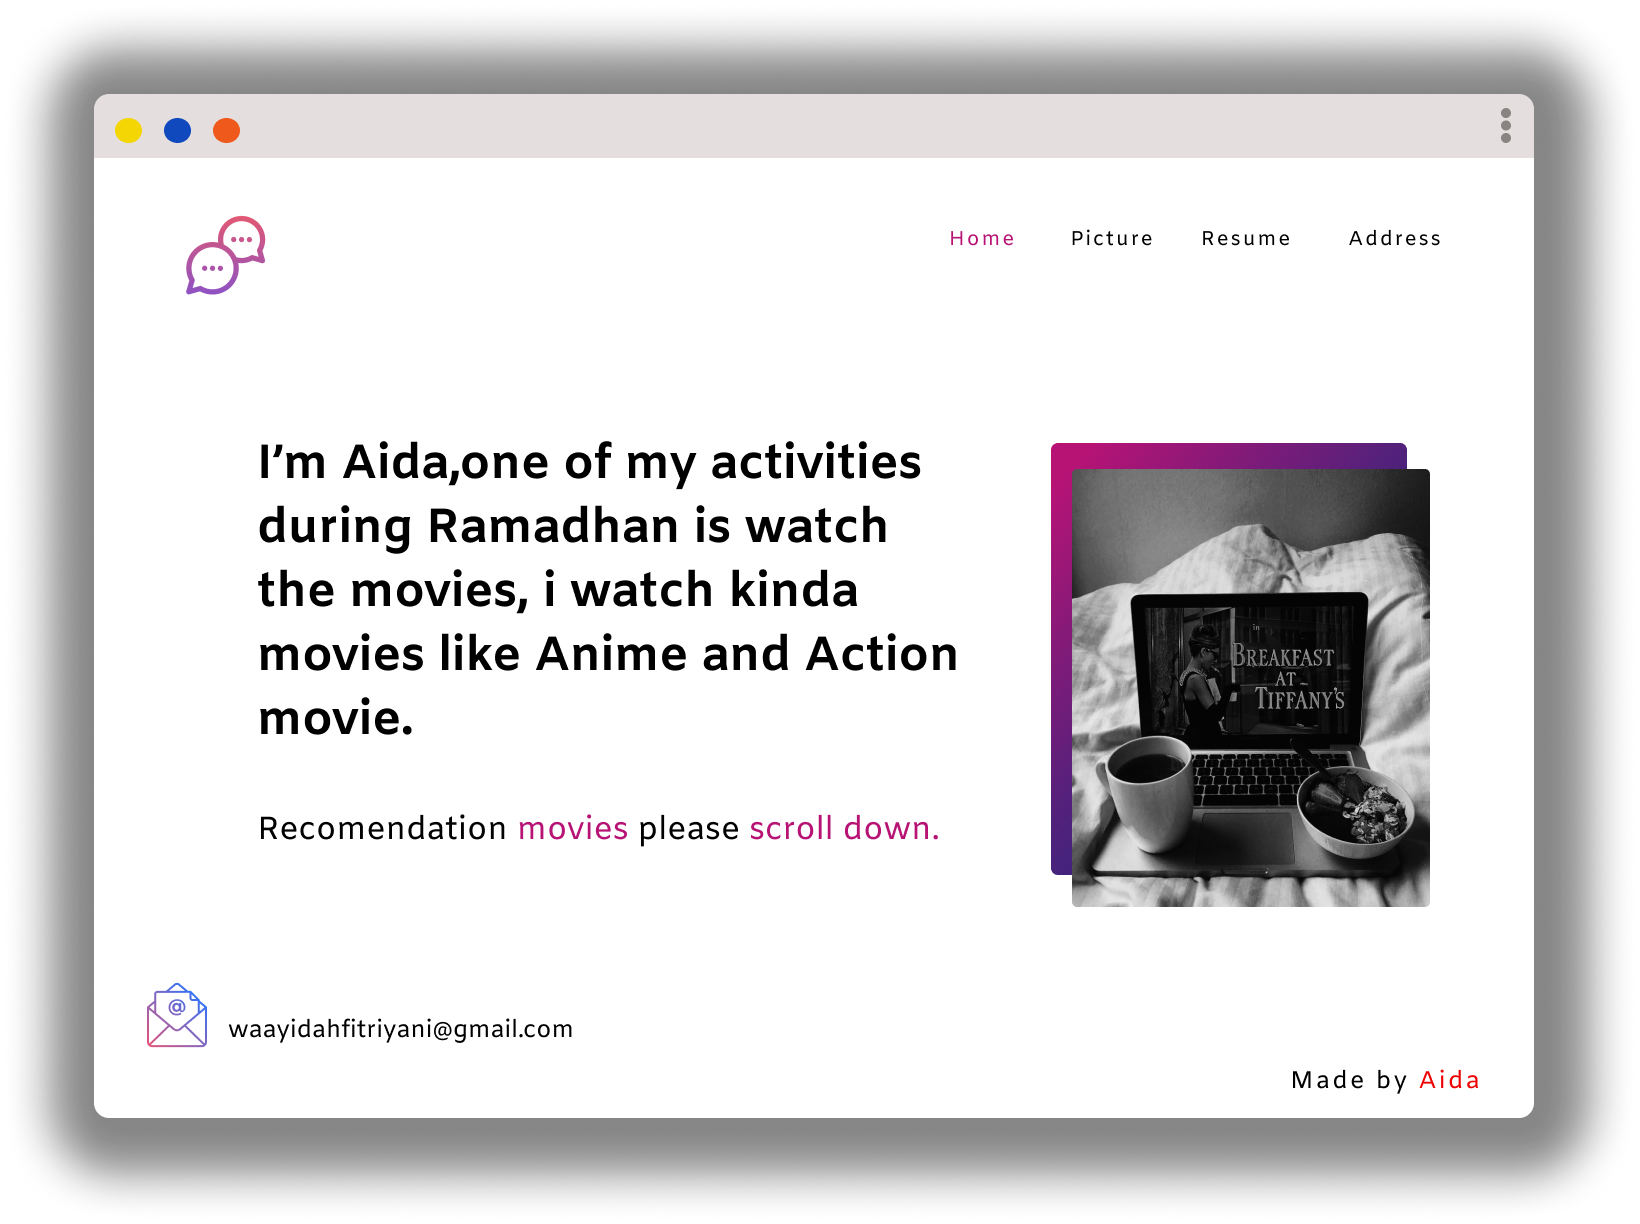 Home Picture Resume Address
I’m Aida,one of my activities
during Ramadhan is watch
the movies, i watch kinda
movies like Anime and Action
movie.
in
BREAKFAST
AT
TIFFANY'S
Recomendation movies please scroll down.
@
waayidahfitriyani@gmail.com
Made by Aida